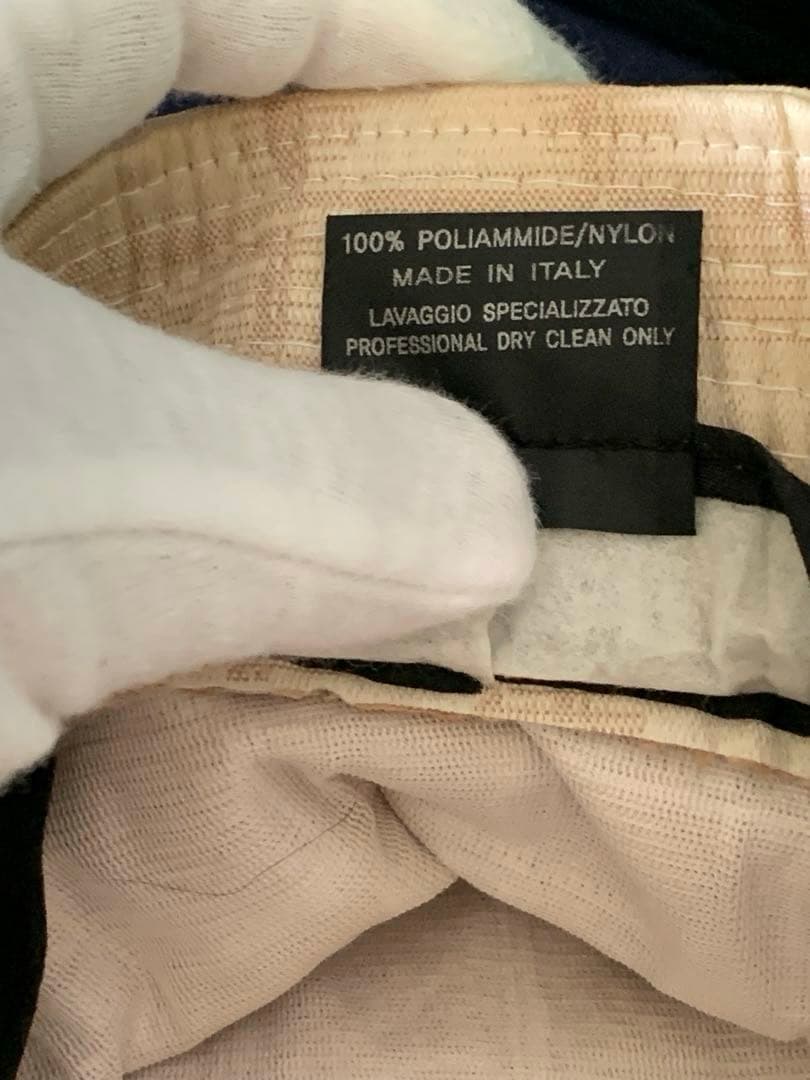 100% POLIAMMIDE/NYLON
MADE IN ITALY
LAVAGGIO SPECIALIZZATO
PROFESSIONAL DRY CLEAN ONLY